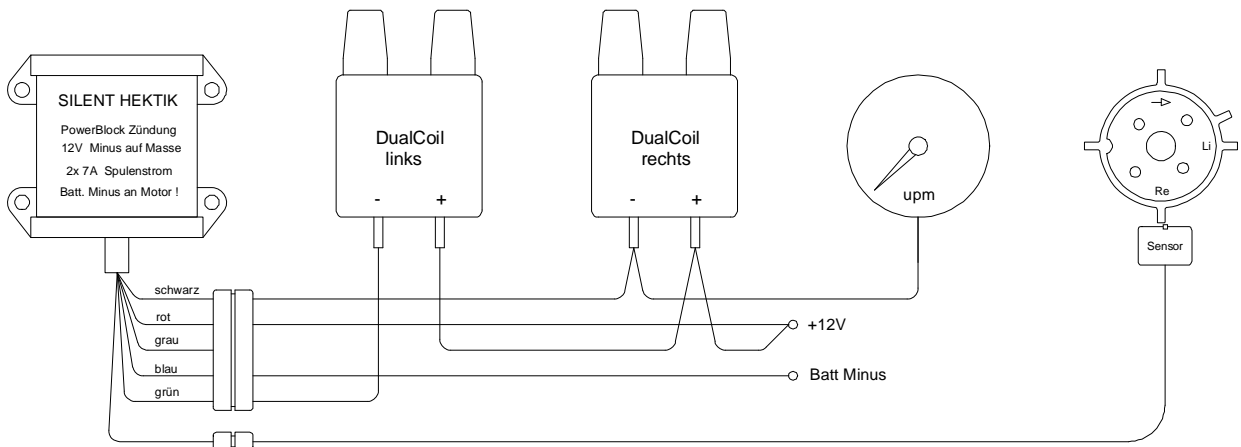 SILENT HEKTIK
PowerBlock Zündung
12V Minus auf Masse
2x 7A Spulenstrom
Batt. Minus an Motor !
DualCoil
links
-
+
DualCoil
rechts
-
+
upm
Li
Re
Sensor
schwarz
rot
grau
blau
grün
+12V
Batt Minus